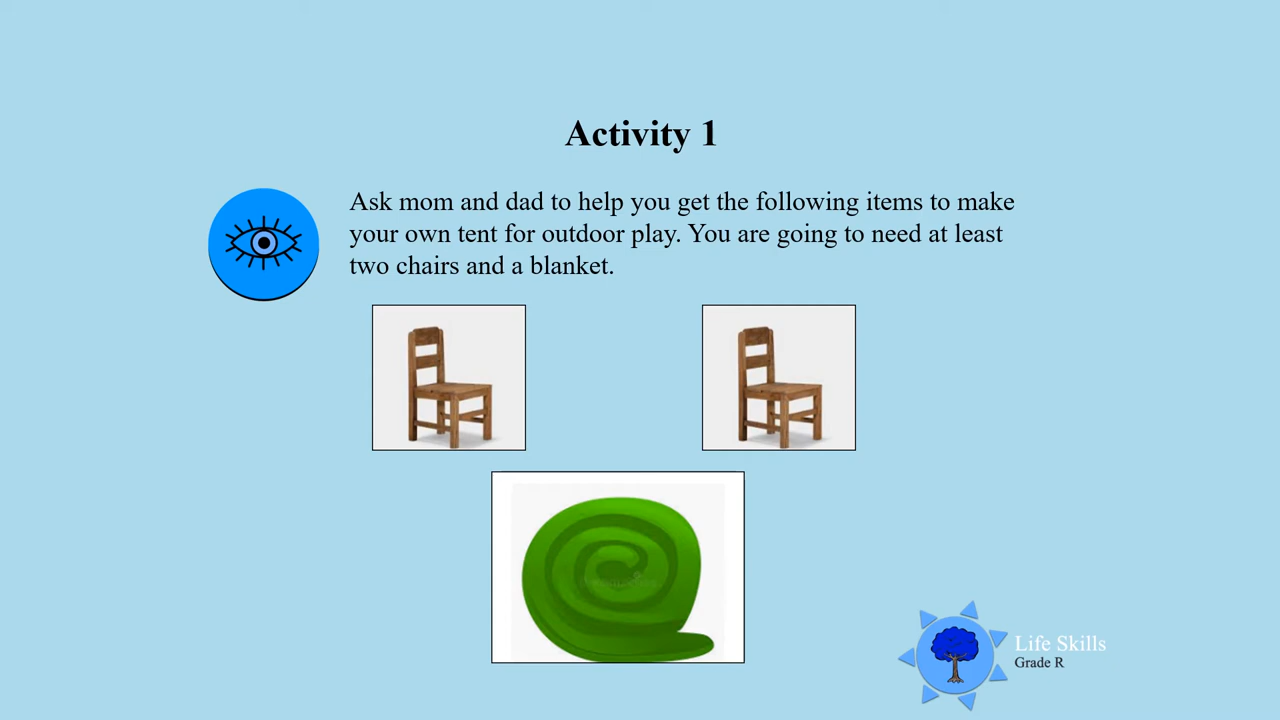 Activity 1
Ask mom and dad to help you get the following items to make
your own tent for outdoor play. You are going to need at least
two chairs and a blanket.
Life Skills
Grade R